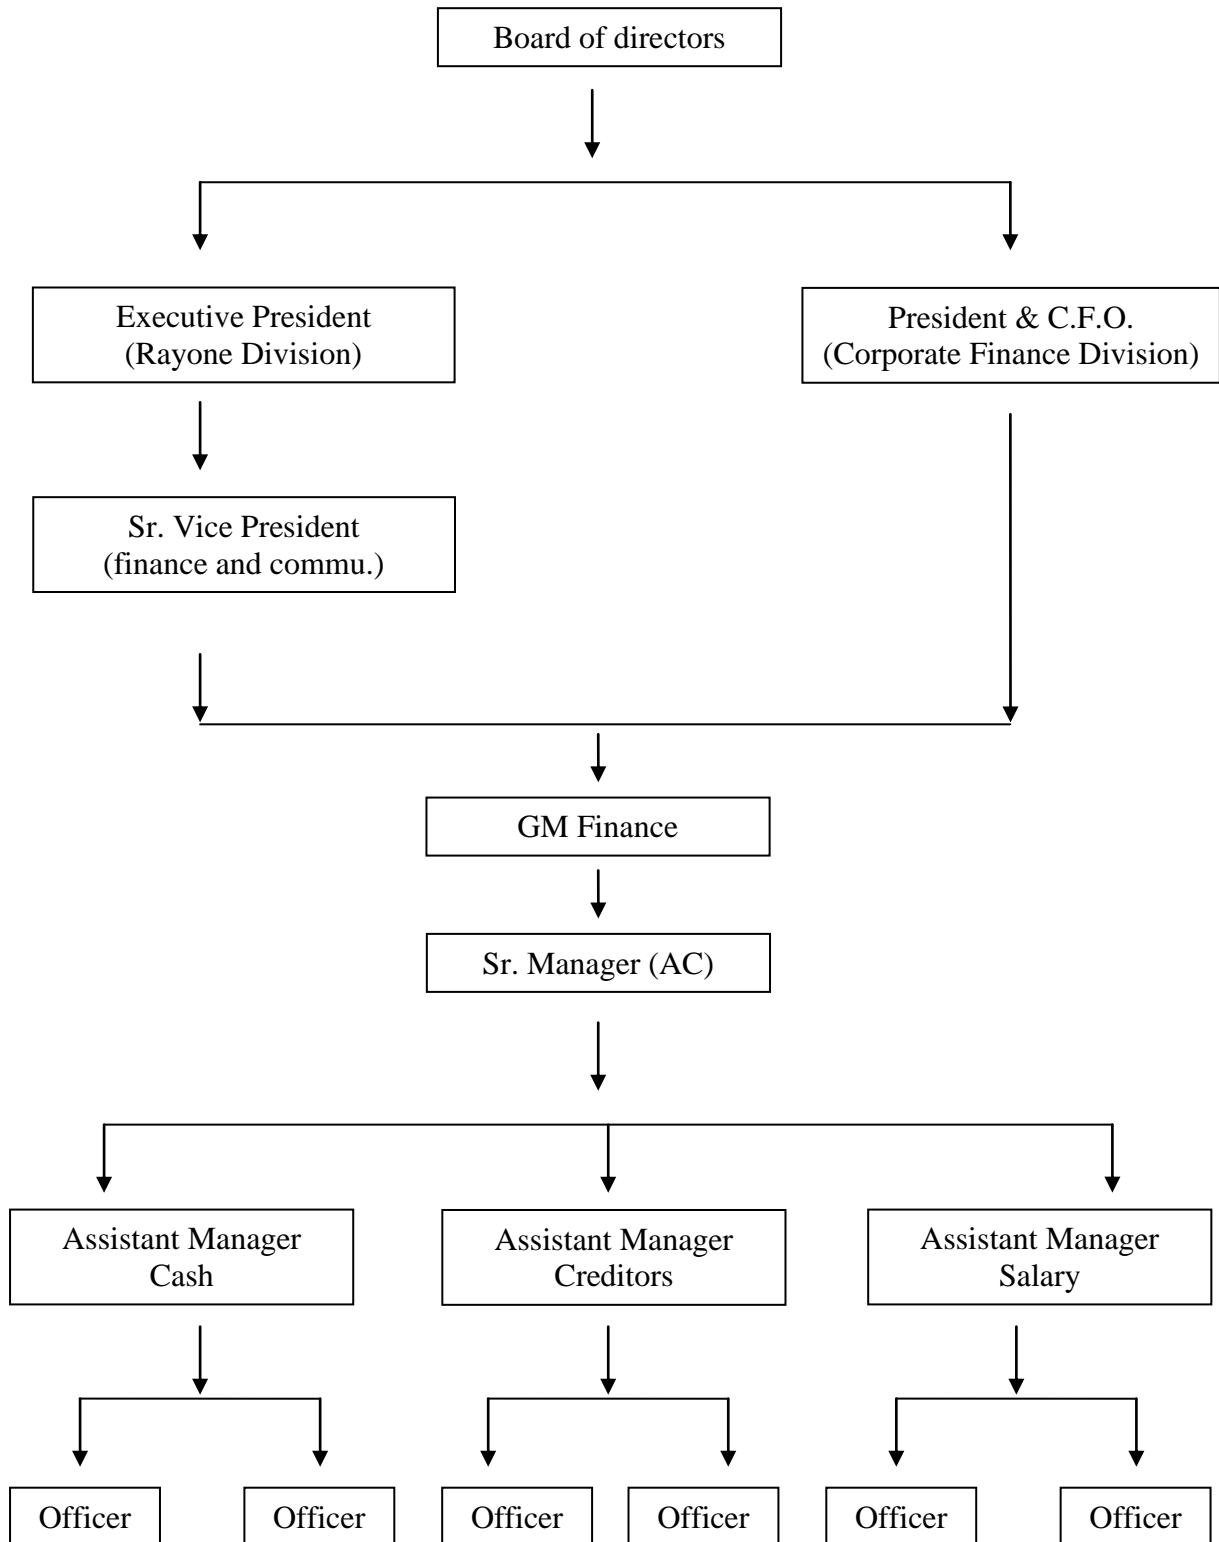 Board of directors
Executive President
(Rayone Division)
President & C.F.O.
(Corporate Finance Division)
Sr. Vice President
(finance and commu.)
GM Finance
Sr. Manager (AC)
Assistant Manager
Cash
Assistant Manager
Creditors
Assistant Manager
Salary
Officer
Officer
Officer
Officer
Officer
Officer